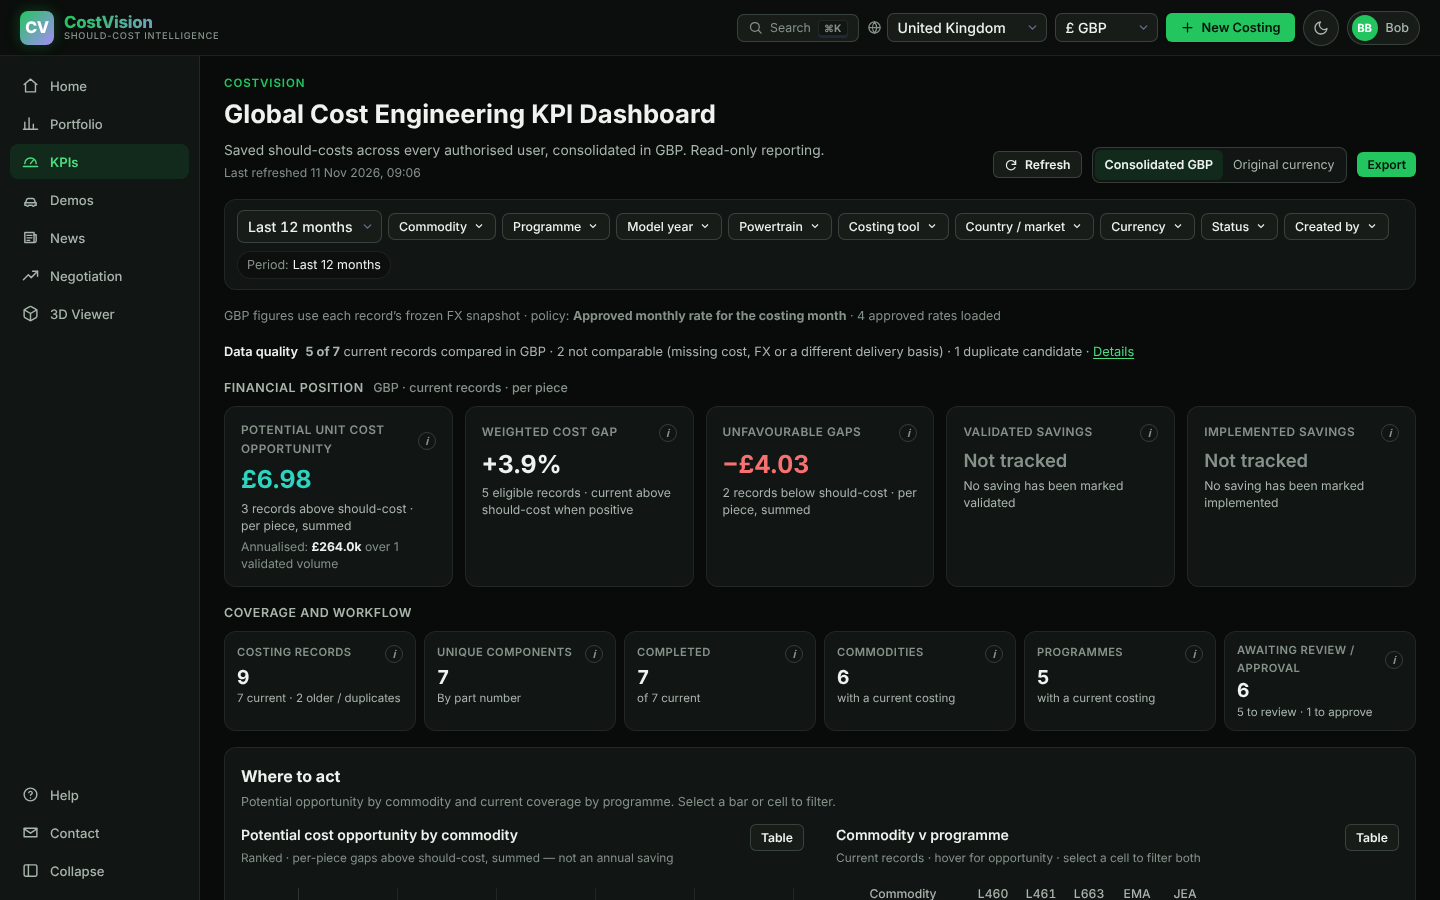 CV CostVision
SHOULD-COST INTELLIGENCE
Search ⌘K
United Kingdom
£ GBP
+ New Costing
BB Bob
Home
Portfolio
KPIs
Demos
News
Negotiation
3D Viewer
Help
Contact
Collapse
COSTVISION
Global Cost Engineering KPI Dashboard
Saved should-costs across every authorised user, consolidated in GBP. Read-only reporting.
Last refreshed 11 Nov 2026, 09:06
Refresh
Consolidated GBP Original currency
Export
Last 12 months Commodity Programme Model year Powertrain Costing tool Country / market Currency Status Created by
Period: Last 12 months
GBP figures use each record's frozen FX snapshot · policy: Approved monthly rate for the costing month · 4 approved rates loaded
Data quality 5 of 7 current records compared in GBP · 2 not comparable (missing cost, FX or a different delivery basis) · 1 duplicate candidate · Details
FINANCIAL POSITION GBP · current records · per piece
POTENTIAL UNIT COST
OPPORTUNITY
i
£6.98
3 records above should-cost ·
per piece, summed
Annualised: £264.0k over 1
validated volume
WEIGHTED COST GAP
i
+3.9%
5 eligible records · current above
should-cost when positive
UNFAVOURABLE GAPS
i
−£4.03
2 records below should-cost · per
piece, summed
VALIDATED SAVINGS
i
Not tracked
No saving has been marked
validated
IMPLEMENTED SAVINGS
i
Not tracked
No saving has been marked
implemented
COVERAGE AND WORKFLOW
COSTING RECORDS
i
9
7 current · 2 older / duplicates
UNIQUE COMPONENTS
i
7
By part number
COMPLETED
i
7
of 7 current
COMMODITIES
i
6
with a current costing
PROGRAMMES
i
5
with a current costing
AWAITING REVIEW /
APPROVAL
i
6
5 to review · 1 to approve
Where to act
Potential opportunity by commodity and current coverage by programme. Select a bar or cell to filter.
Potential cost opportunity by commodity
Table
Ranked · per-piece gaps above should-cost, summed — not an annual saving
Commodity v programme
Table
Current records · hover for opportunity · select a cell to filter both
Commodity L460 L461 L663 EMA JEA